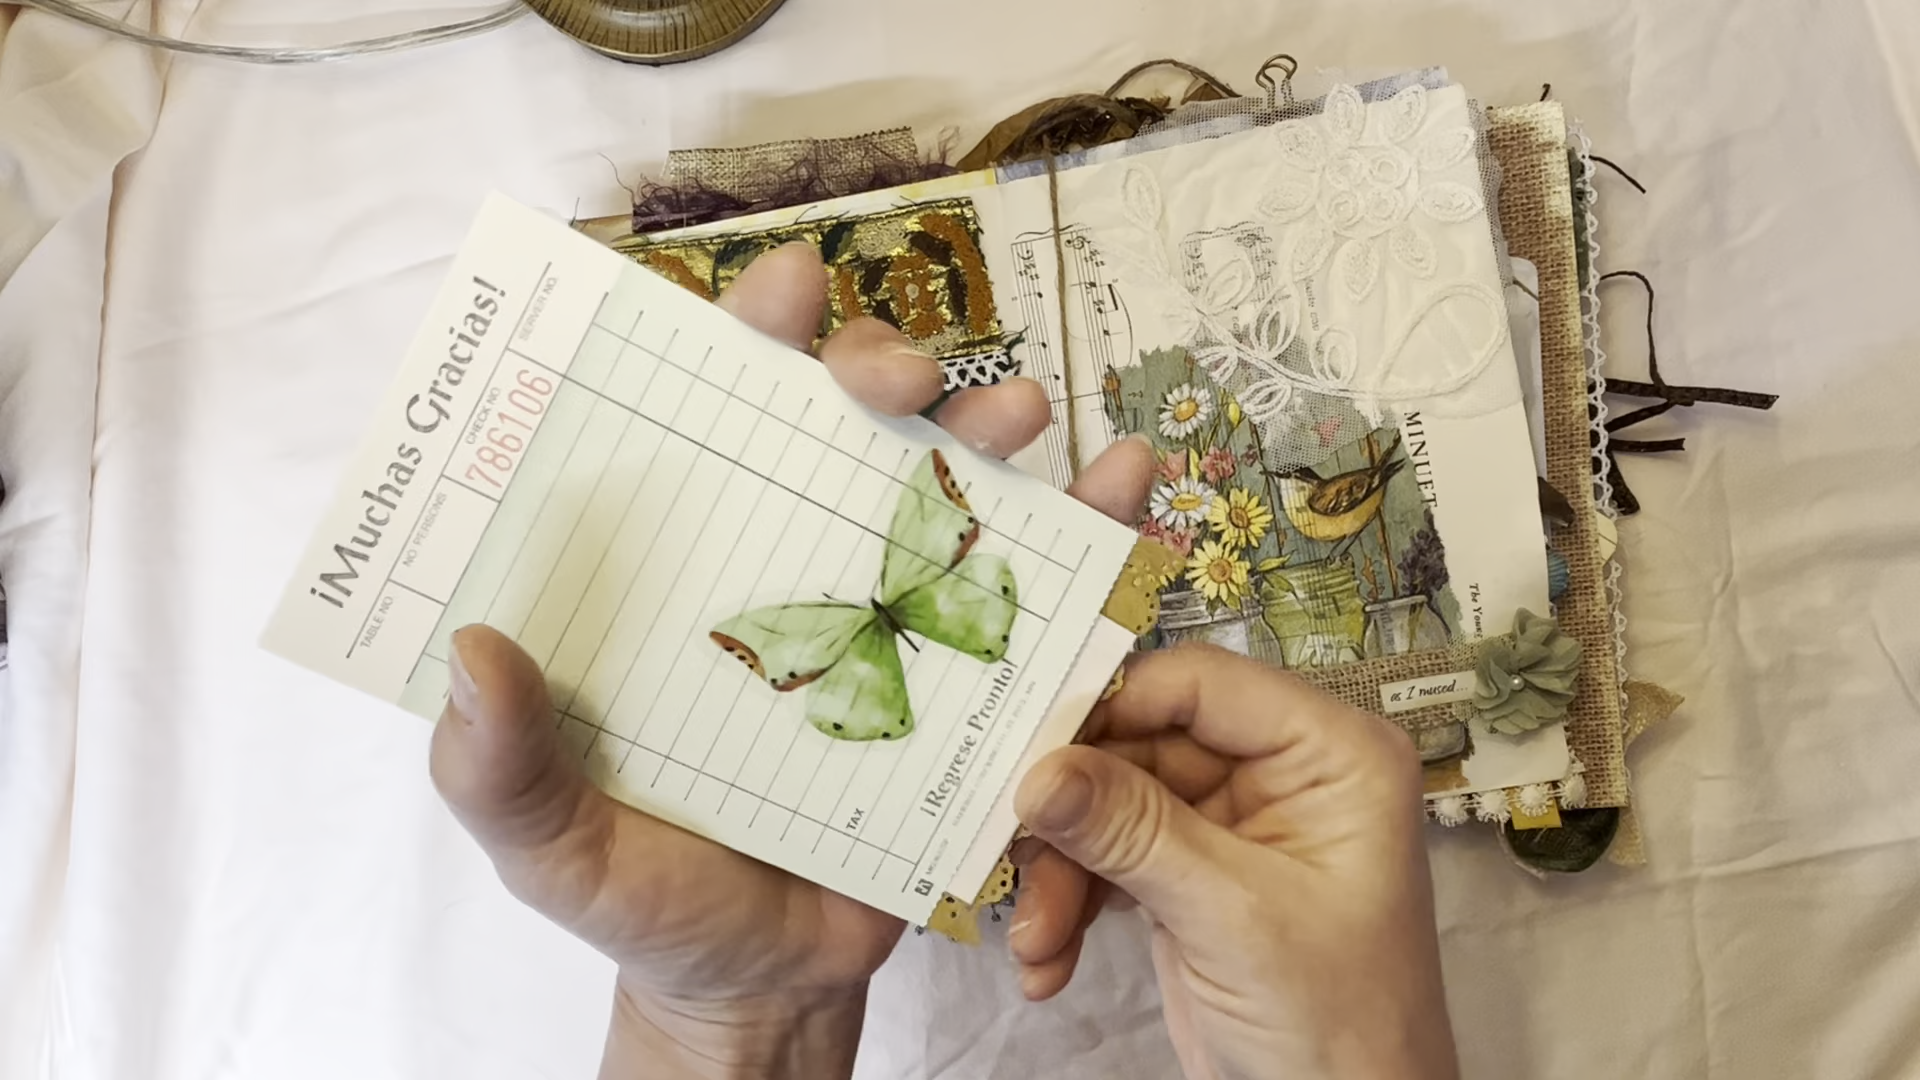 ¡Muchas Gracias!
TABLE NO.
NO PERSONS
CHECK NO.
SERVER NO.
786106
TAX
¡Regrese Pronto!
MINUET
as I mused...